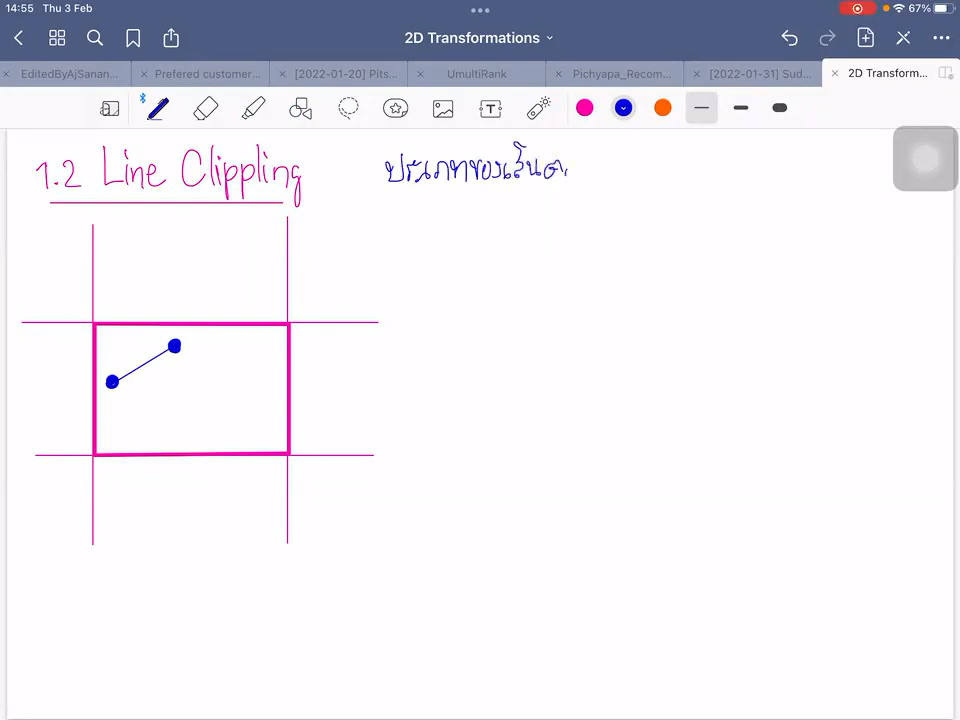 14:55 Thu 3 Feb
67%
2D Transformations
EditedByAjSanan...
Prefered customer...
[2022-01-20] Pits...
UmultiRank
Pichyapa_Recom...
[2022-01-31] Sud...
2D Transform...
T
1.2 Line Clippling
ประเภทของเส้นต